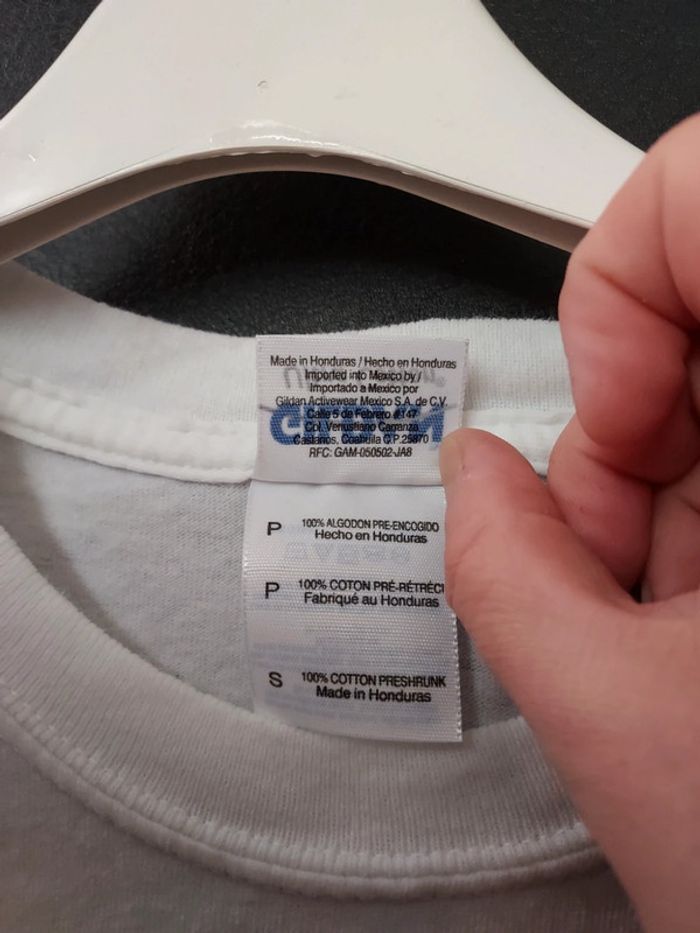 Made in Honduras / Hecho en Honduras
Imported into Mexico by /
Importado a Mexico por
Gildan Activewear Mexico S.A. de C.V.
Calle 5 de Febrero #147
Col. Venustiano Carranza
Castaños, Coahuila C.P. 25870
RFC: GAM-050502-JA8
P 100% ALGODON PRE-ENCOGIDO
Hecho en Honduras
P 100% COTON PRÉ-RÉTRÉCI
Fabriqué au Honduras
S 100% COTTON PRESHRUNK
Made in Honduras